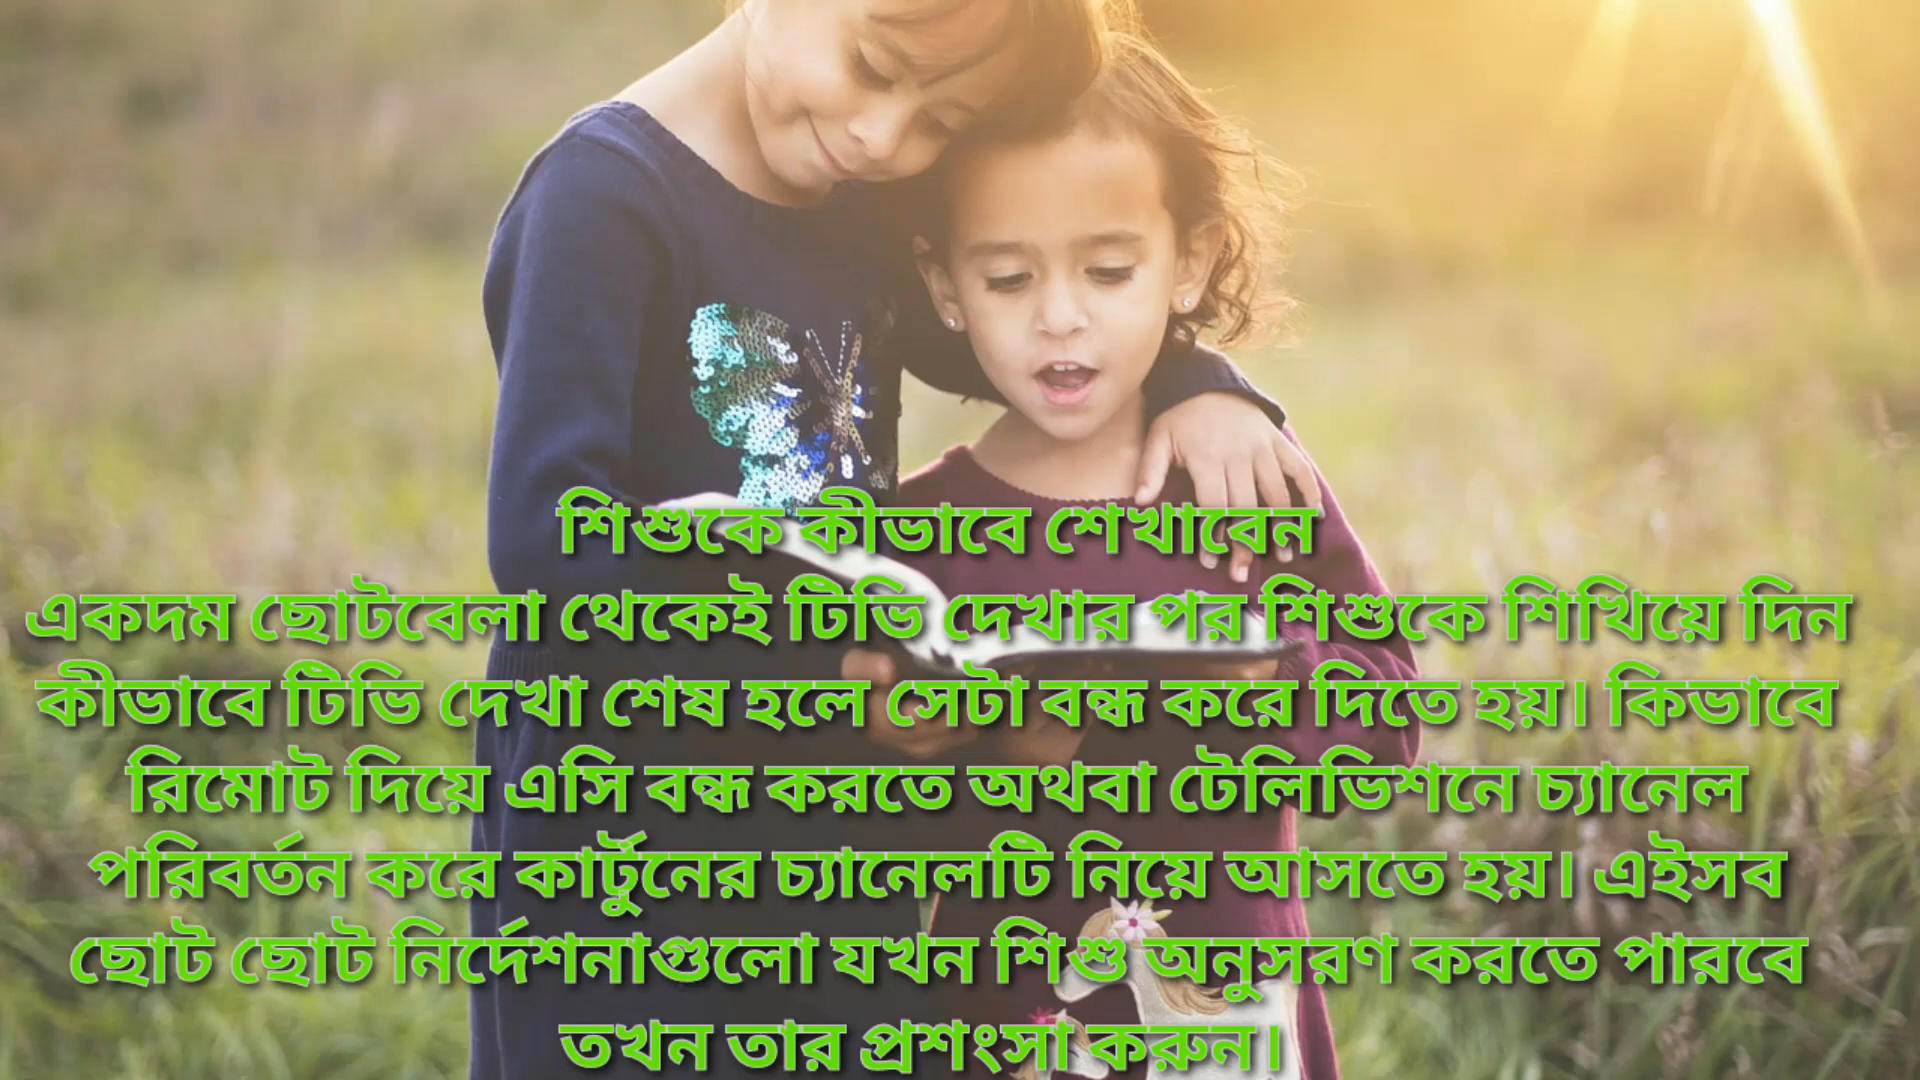 শিশুকে কীভাবে শেখাবেন
একদম ছোটবেলা থেকেই টিভি দেখার পর শিশুকে শিখিয়ে দিন
কীভাবে টিভি দেখা শেষ হলে সেটা বন্ধ করে দিতে হয়। কিভাবে
রিমোট দিয়ে এসি বন্ধ করতে অথবা টেলিভিশনে চ্যানেল
পরিবর্তন করে কার্টুনের চ্যানেলটি নিয়ে আসতে হয়। এইসব
ছোট ছোট নির্দেশনাগুলো যখন শিশু অনুসরণ করতে পারবে
তখন তার প্রশংসা করুন।